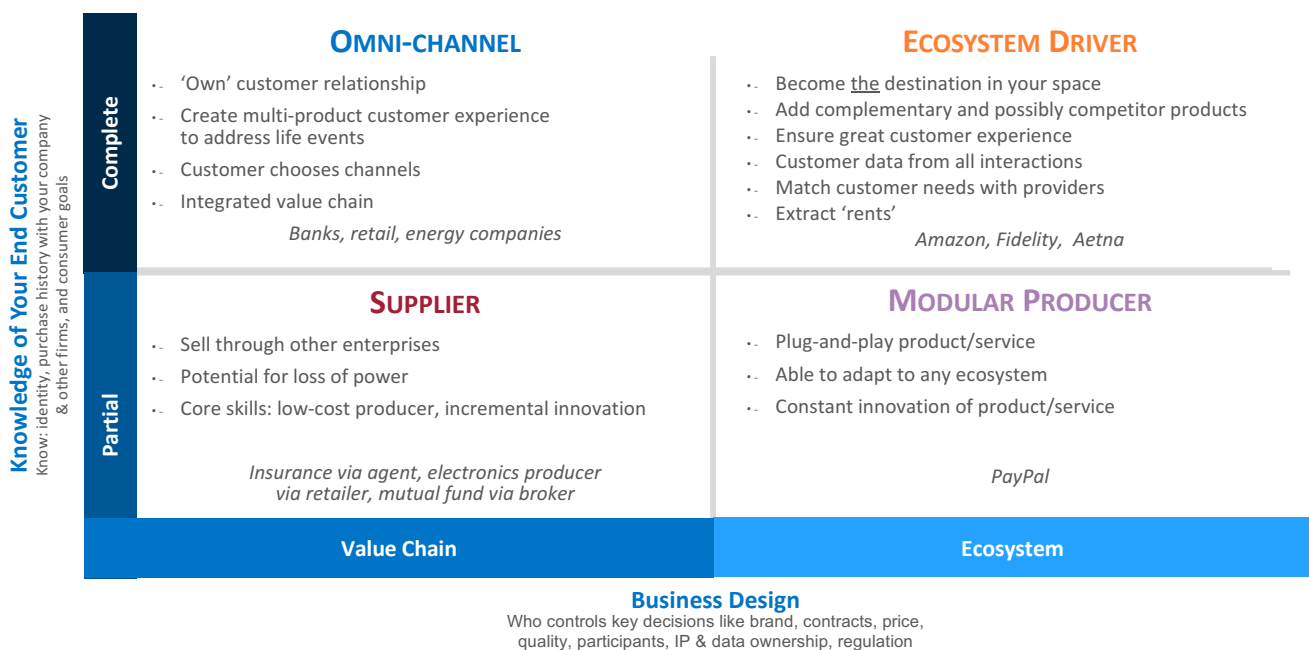 OMNI-CHANNEL
‘Own’ customer relationship
Create multi-product customer experience
to address life events
Customer chooses channels
Integrated value chain
Banks, retail, energy companies
ECOSYSTEM DRIVER
Become the destination in your space
Add complementary and possibly competitor products
Ensure great customer experience
Customer data from all interactions
Match customer needs with providers
Extract ‘rents’
Amazon, Fidelity, Aetna
SUPPLIER
Sell through other enterprises
Potential for loss of power
Core skills: low-cost producer, incremental innovation
Insurance via agent, electronics producer
via retailer, mutual fund via broker
MODULAR PRODUCER
Plug-and-play product/service
Able to adapt to any ecosystem
Constant innovation of product/service
PayPal
Knowledge of Your End Customer
Know: identity, purchase history with your company
& other firms, and consumer goals
Complete
Partial
Value Chain
Ecosystem
Business Design
Who controls key decisions like brand, contracts, price,
quality, participants, IP & data ownership, regulation